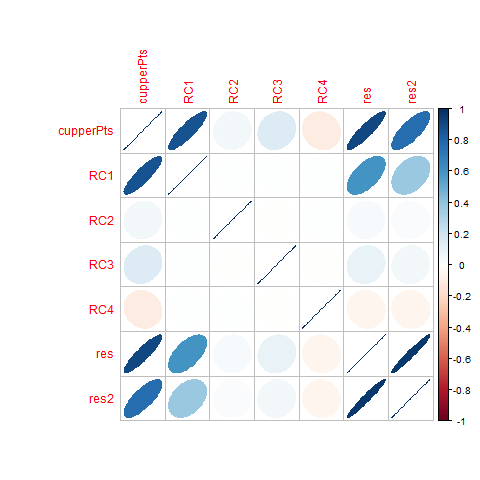 cupperPts
RC1
RC2
RC3
RC4
res
res2
cupperPts
RC1
RC2
RC3
RC4
res
res2
1
0.8
0.6
0.4
0.2
0
-0.2
-0.4
-0.6
-0.8
-1